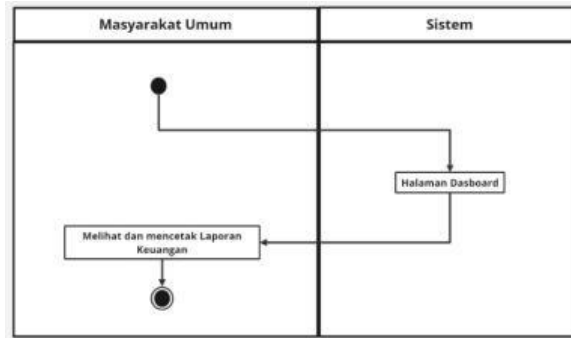 Masyarakat Umum
Sistem
Halaman Dasboard
Melihat dan mencetak Laporan
Keuangan